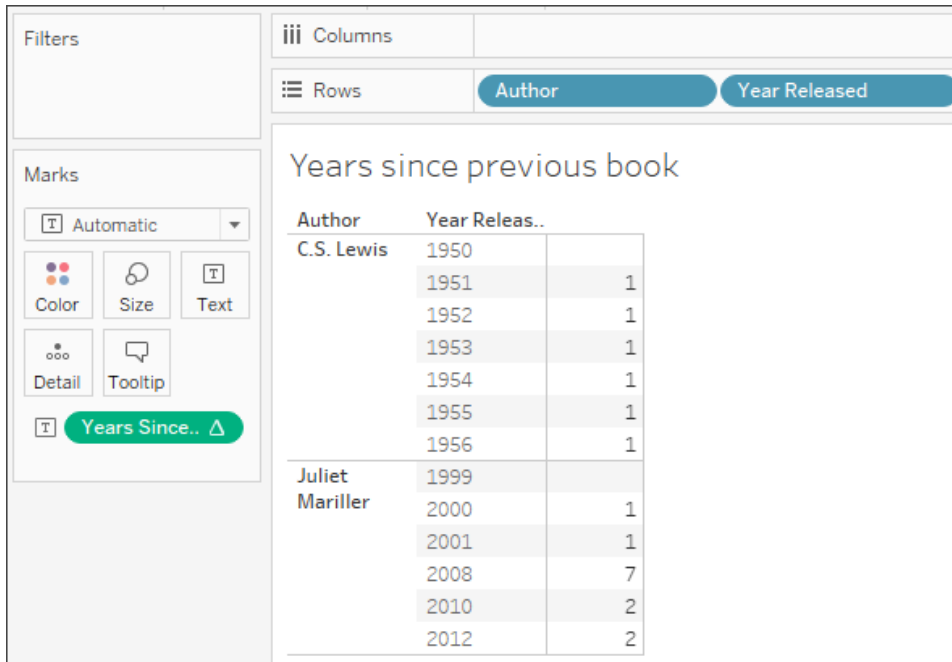 Filters
iii Columns
Rows
Author
Year Released
Marks
T Automatic
Color
Size
T
Text
Detail
Tooltip
T Years Since.. Δ
Years since previous book
Author Year Releas..
C.S. Lewis 1950
1951 1
1952 1
1953 1
1954 1
1955 1
1956 1
Juliet 1999
Mariller 2000 1
2001 1
2008 7
2010 2
2012 2